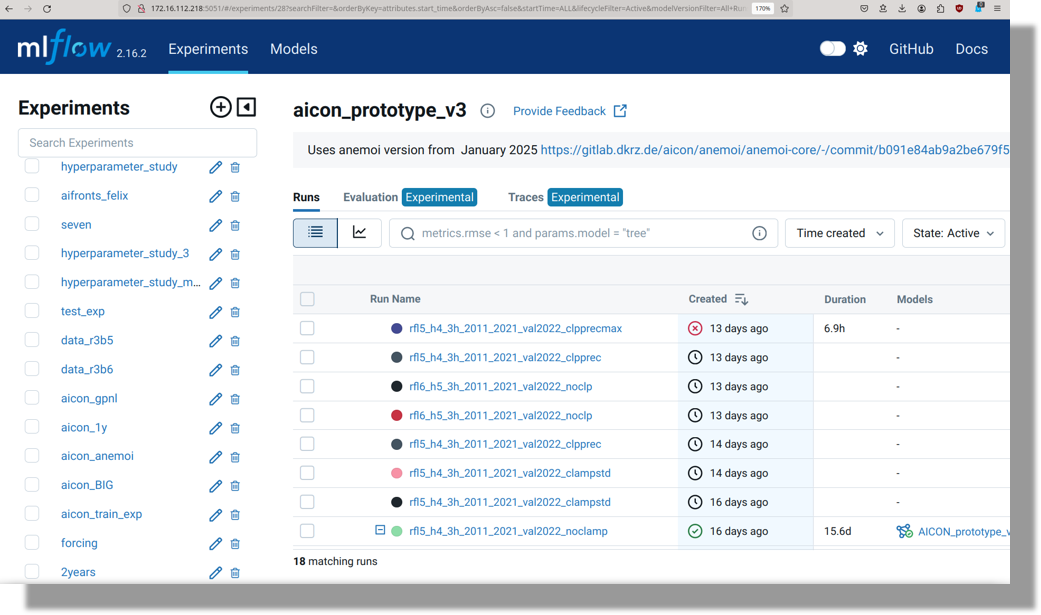 172.16.112.218:5051/#/experiments/28?searchFilter=&orderByKey=attributes.start_time&orderByAsc=false&startTime=ALL&lifecycleFilter=Active&modelVersionFilter=All+Ru
170%
mlflow 2.16.2
Experiments
Models
GitHub
Docs
Experiments
Search Experiments
hyperparameter_study
aifronts_felix
seven
hyperparameter_study_3
hyperparameter_study_m...
test_exp
data_r3b5
data_r3b6
aicon_gpnl
aicon_1y
aicon_anemoi
aicon_BIG
aicon_train_exp
forcing
2years
aicon_prototype_v3
Provide Feedback
Uses anemoi version from January 2025 https://gitlab.dkrz.de/aicon/anemoi/anemoi-core/-/commit/b091e84ab9a2be679f5
Runs
Evaluation Experimental
Traces Experimental
metrics.rmse < 1 and params.model = "tree"
Time created
State: Active
Run Name Created Duration Models
rfl5_h4_3h_2011_2021_val2022_clpprecmax 13 days ago 6.9h -
rfl5_h4_3h_2011_2021_val2022_clpprec 13 days ago -
rfl6_h5_3h_2011_2021_val2022_noclp 13 days ago -
rfl6_h5_3h_2011_2021_val2022_noclp 13 days ago -
rfl5_h4_3h_2011_2021_val2022_clpprec 14 days ago -
rfl5_h4_3h_2011_2021_val2022_clampstd 14 days ago -
rfl5_h4_3h_2011_2021_val2022_clampstd 16 days ago -
rfl5_h4_3h_2011_2021_val2022_noclamp 16 days ago 15.6d AICON_prototype_v
18 matching runs